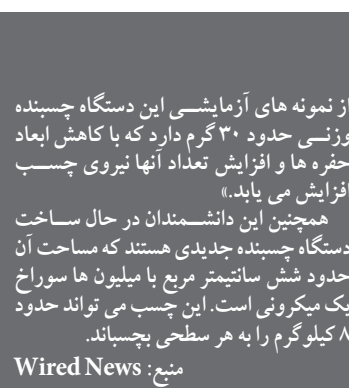 از نمونه های آزمایشی این دستگاه چسبنده
وزنی حدود ۳۰ گرم دارد که با کاهش ابعاد
حفره ها و افزایش تعداد آنها نیروی چسب
افزایش می یابد.»
همچنین این دانشمندان در حال ساخت
دستگاه چسبنده جدیدی هستند که مساحت آن
حدود شش سانتیمتر مربع با میلیون ها سوراخ
یک میکرونی است. این چسب می تواند حدود
۸ کیلوگرم را به هر سطحی بچسباند.
منبع: Wired News